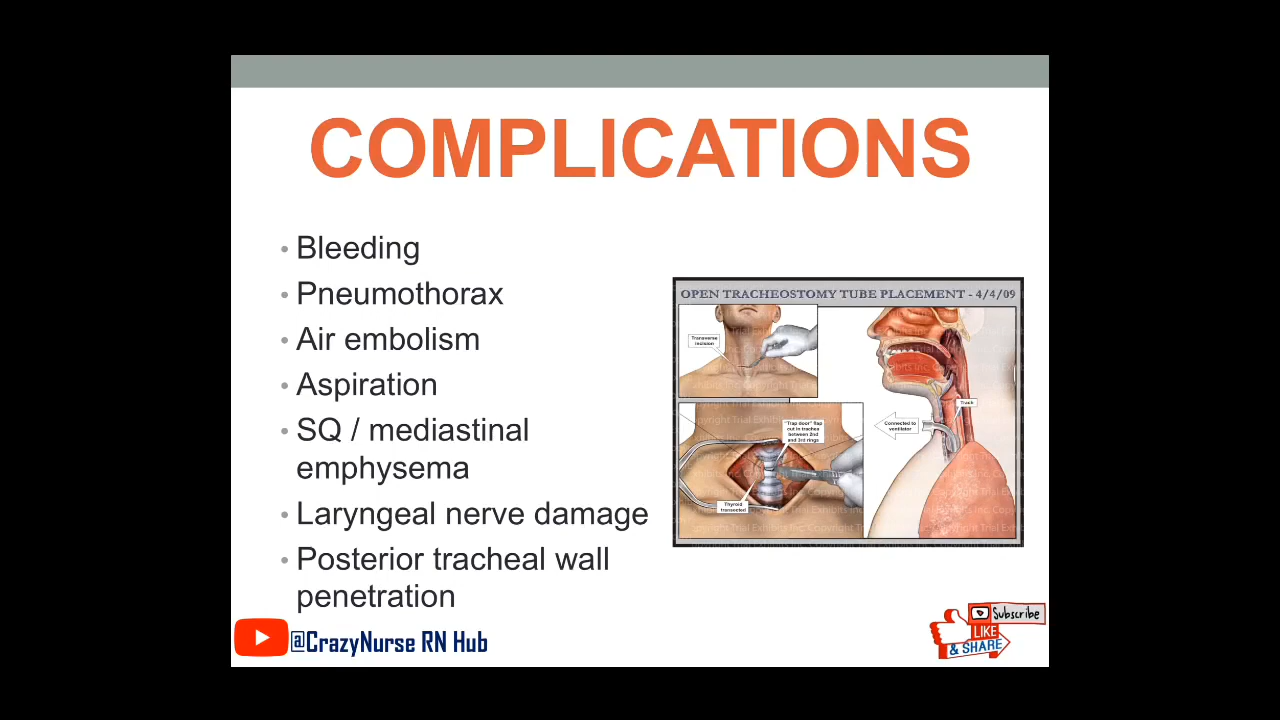 COMPLICATIONS
• Bleeding
• Pneumothorax
• Air embolism
• Aspiration
• SQ / mediastinal
emphysema
• Laryngeal nerve damage
• Posterior tracheal wall
penetration
OPEN TRACHEOSTOMY TUBE PLACEMENT - 4/4/09
Transverse
incision
"Trap door" flap
cut in trachea
between 2nd
and 3rd rings
Thyroid
transected
Trach
Connected to
ventilator
@CrazyNurse RN Hub
Subscribe
LIKE
& SHARE